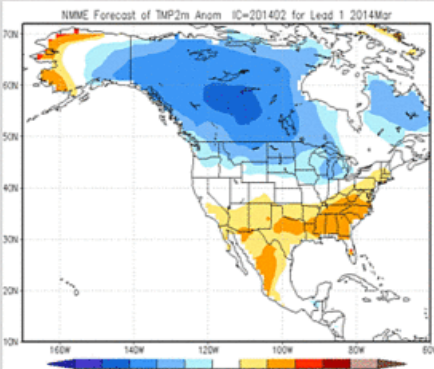 NMME Forecast of TMP2m Anom IC=201402 for Lead 1 2014Mar
70N
60N
50N
40N
30N
20N
10N
160W 140W 120W 100W 80W 60W